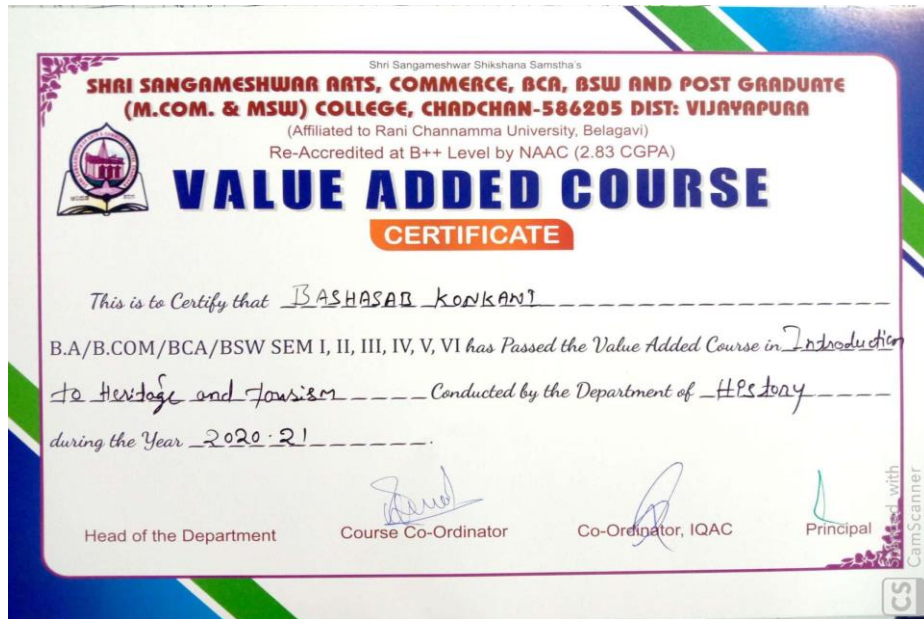 Shri Sangameshwar Shikshana Samstha's
SHRI SANGAMESHWAR ARTS, COMMERCE, BCA, BSW AND POST GRADUATE
(M.COM. & MSW) COLLEGE, CHADCHAN-586205 DIST: VIJAYAPURA
(Affiliated to Rani Channamma University, Belagavi)
Re-Accredited at B++ Level by NAAC (2.83 CGPA)
VALUE ADDED COURSE
CERTIFICATE
This is to Certify that BASHASAB KONKANI
B.A/B.COM/BCA/BSW SEM I, II, III, IV, V, VI has Passed the Value Added Course in Introduction
to Heritage and tousism Conducted by the Department of HIstory
during the Year 2020-21.
Head of the Department Course Co-Ordinator Co-Ordinator, IQAC Principal
CS Scanned with CamScanner